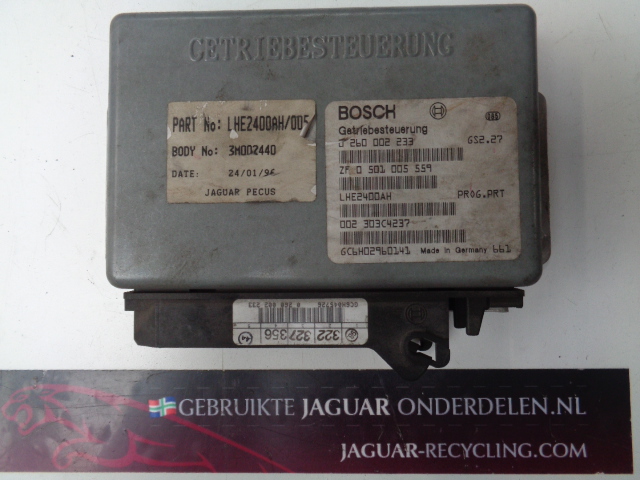 GETRIEBESTEUERUNG
PART No: LHE2400AH/005
BODY No: 3M002440
DATE: 24/01/96
JAGUAR PECUS
BOSCH
Getriebesteuerung
0 260 002 233 GS2.27
ZF 0 501 005 559
LHE2400AH PROG.PRT
002 303C4237
GC6H02960141 Made in Germany 661
322 327 356
GEBRUIKTE JAGUAR ONDERDELEN.NL
JAGUAR-RECYCLING.COM